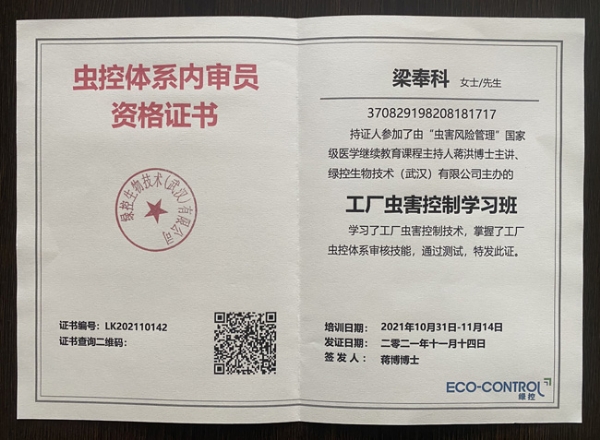 虫控体系内审员
资格证书
绿控生物技术（武汉）有限公司
证书编号：LK202110142
证书查询二维码：
梁奉科 女士/先生
370829198208181717
持证人参加了由“虫害风险管理”国家
级医学继续教育课程主持人蒋洪博士主讲、
绿控生物技术（武汉）有限公司主办的
工厂虫害控制学习班
学习了工厂虫害控制技术，掌握了工厂
虫控体系审核技能，通过测试，特发此证。
培训日期： 2021年10月31日-11月14日
发证日期： 二零二一年十一月十四日
签 发 人： 蒋博博士
ECO-CONTROL
绿控